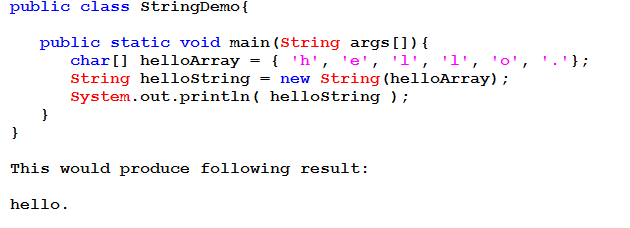 public class StringDemo{
public static void main(String args[]){
char[] helloArray = { 'h', 'e', 'l', 'l', 'o', '.'};
String helloString = new String(helloArray);
System.out.println( helloString );
}
}
This would produce following result:
hello.